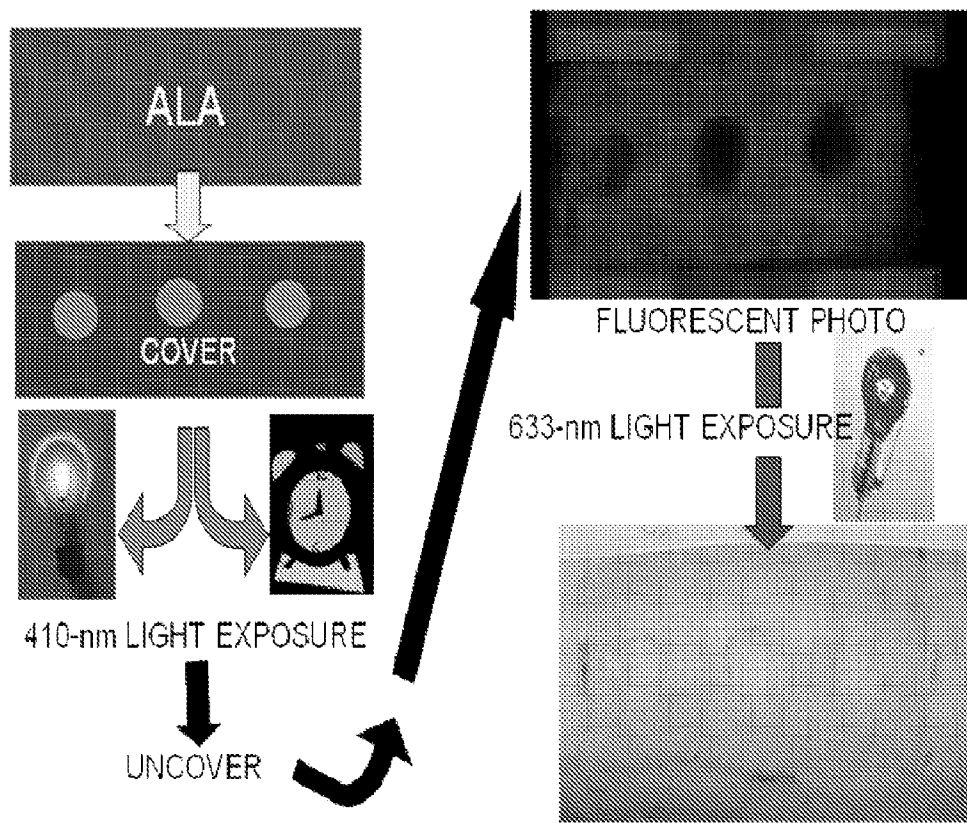 ALA
COVER
410-nm LIGHT EXPOSURE
UNCOVER
FLUORESCENT PHOTO
633-nm LIGHT EXPOSURE